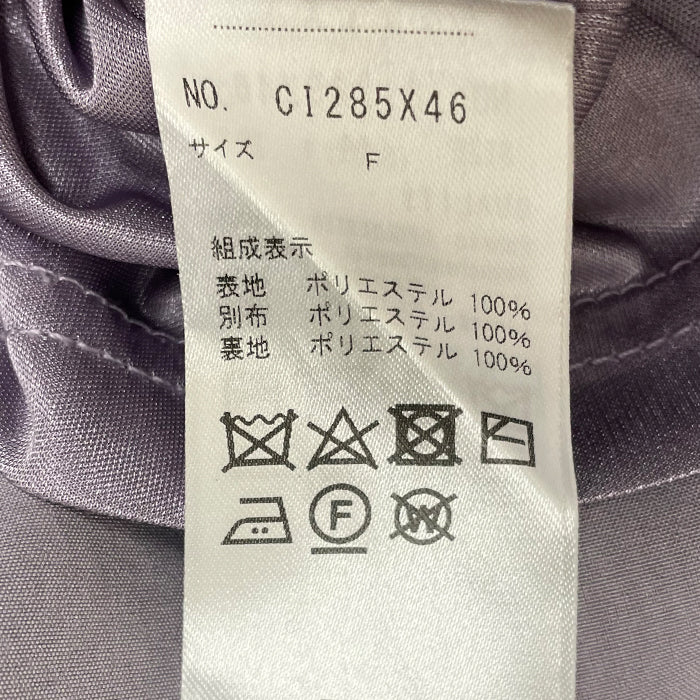 NO. CI285X46
サイズ F
組成表示
表地 ポリエステル 100%
別布 ポリエステル 100%
裏地 ポリエステル 100%
F
W